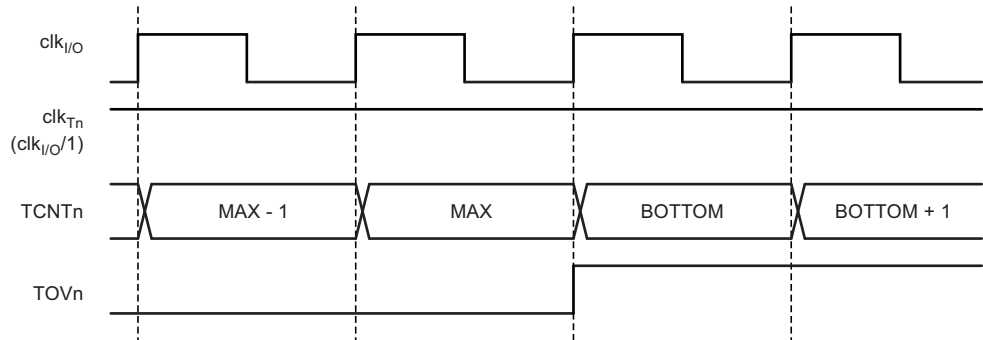 clkI/O
clkTn
(clkI/O/1)
TCNTn MAX - 1 MAX BOTTOM BOTTOM + 1
TOVn